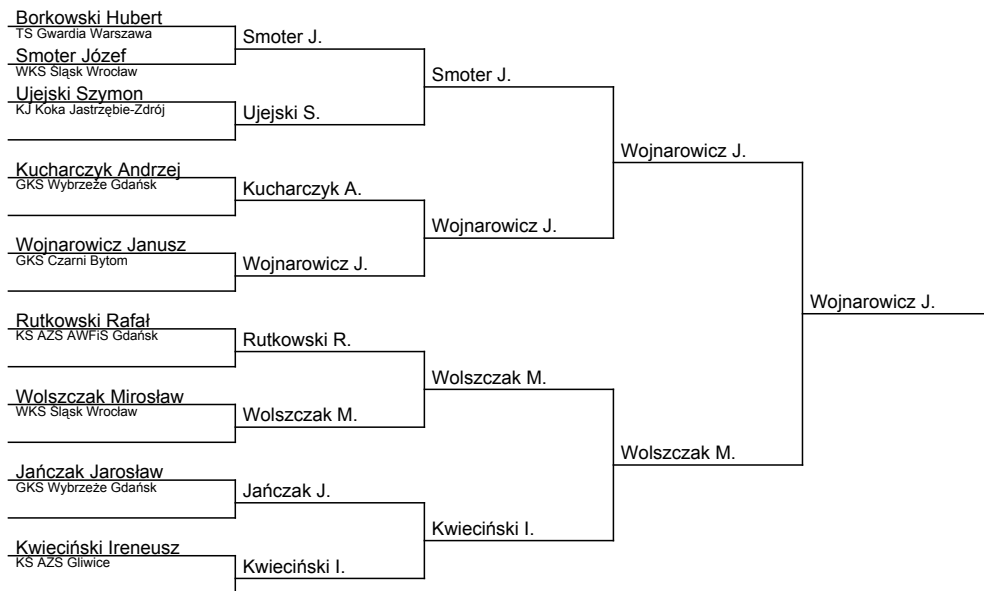 Borkowski Hubert
TS Gwardia Warszawa
Smoter Józef
WKS Śląsk Wrocław
Ujejski Szymon
KJ Koka Jastrzębie-Zdrój
Kucharczyk Andrzej
GKS Wybrzeże Gdańsk
Wojnarowicz Janusz
GKS Czarni Bytom
Rutkowski Rafał
KS AZS AWFiS Gdańsk
Wolszczak Mirosław
WKS Śląsk Wrocław
Jańczak Jarosław
GKS Wybrzeże Gdańsk
Kwieciński Ireneusz
KS AZS Gliwice
Smoter J.
Ujejski S.
Kucharczyk A.
Wojnarowicz J.
Rutkowski R.
Wolszczak M.
Jańczak J.
Kwieciński I.
Smoter J.
Wojnarowicz J.
Wolszczak M.
Kwieciński I.
Wojnarowicz J.
Wolszczak M.
Wojnarowicz J.